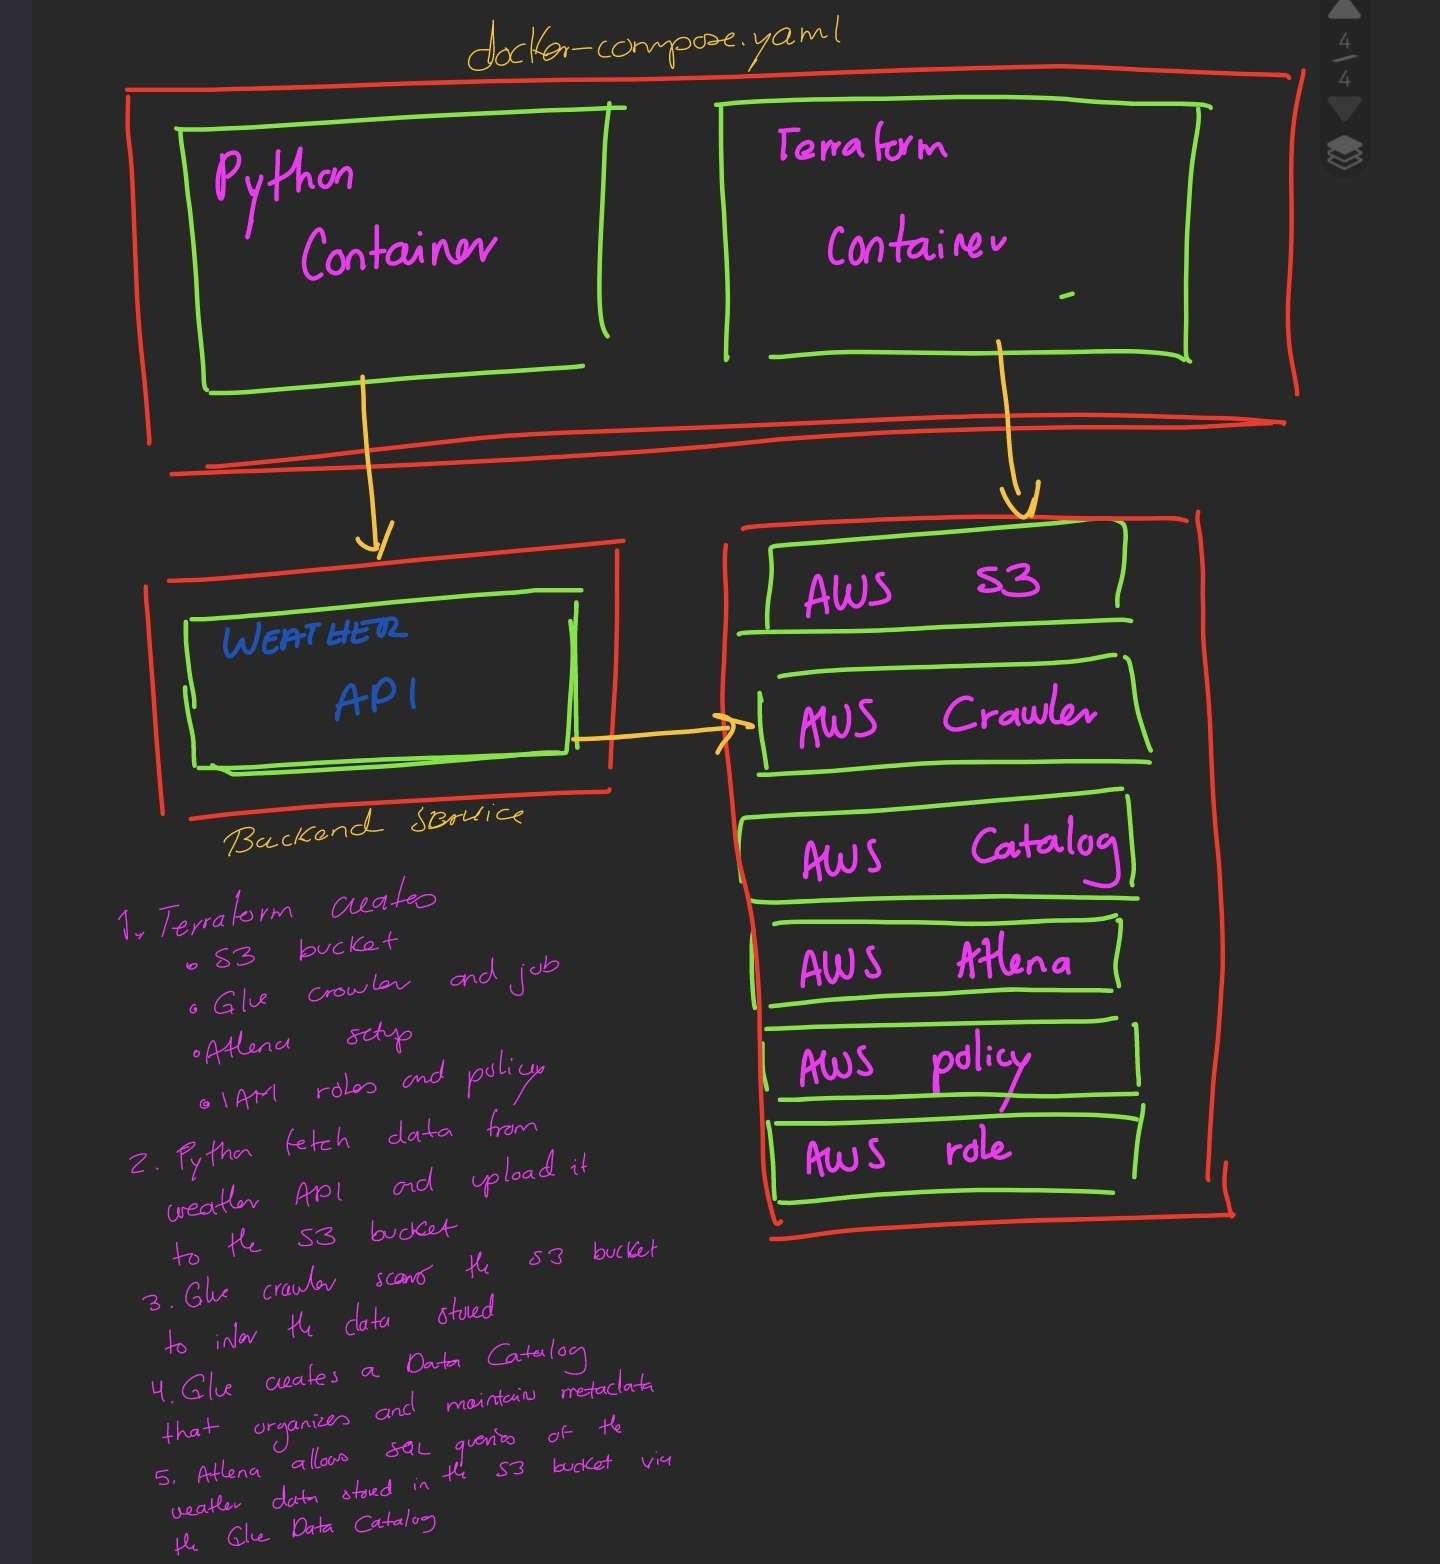 docker-compose.yaml
Python
Container
Terraform
Container
4
4
WEATHER
API
Backend Service
AWS S3
AWS Crawler
AWS Catalog
AWS Athena
AWS policy
AWS role
1. Terraform creates
• S3 bucket
• Glue crawler and job
• Athena setup
• IAM roles and policy
2. Python fetch data from
weather API and upload it
to the S3 bucket
3. Glue crawler scans the S3 bucket
to infer the data stored
4. Glue creates a Data Catalog
that organizes and maintain metadata
5. Athena allows SQL queries of the
weather data stored in the S3 bucket via
the Glue Data Catalog